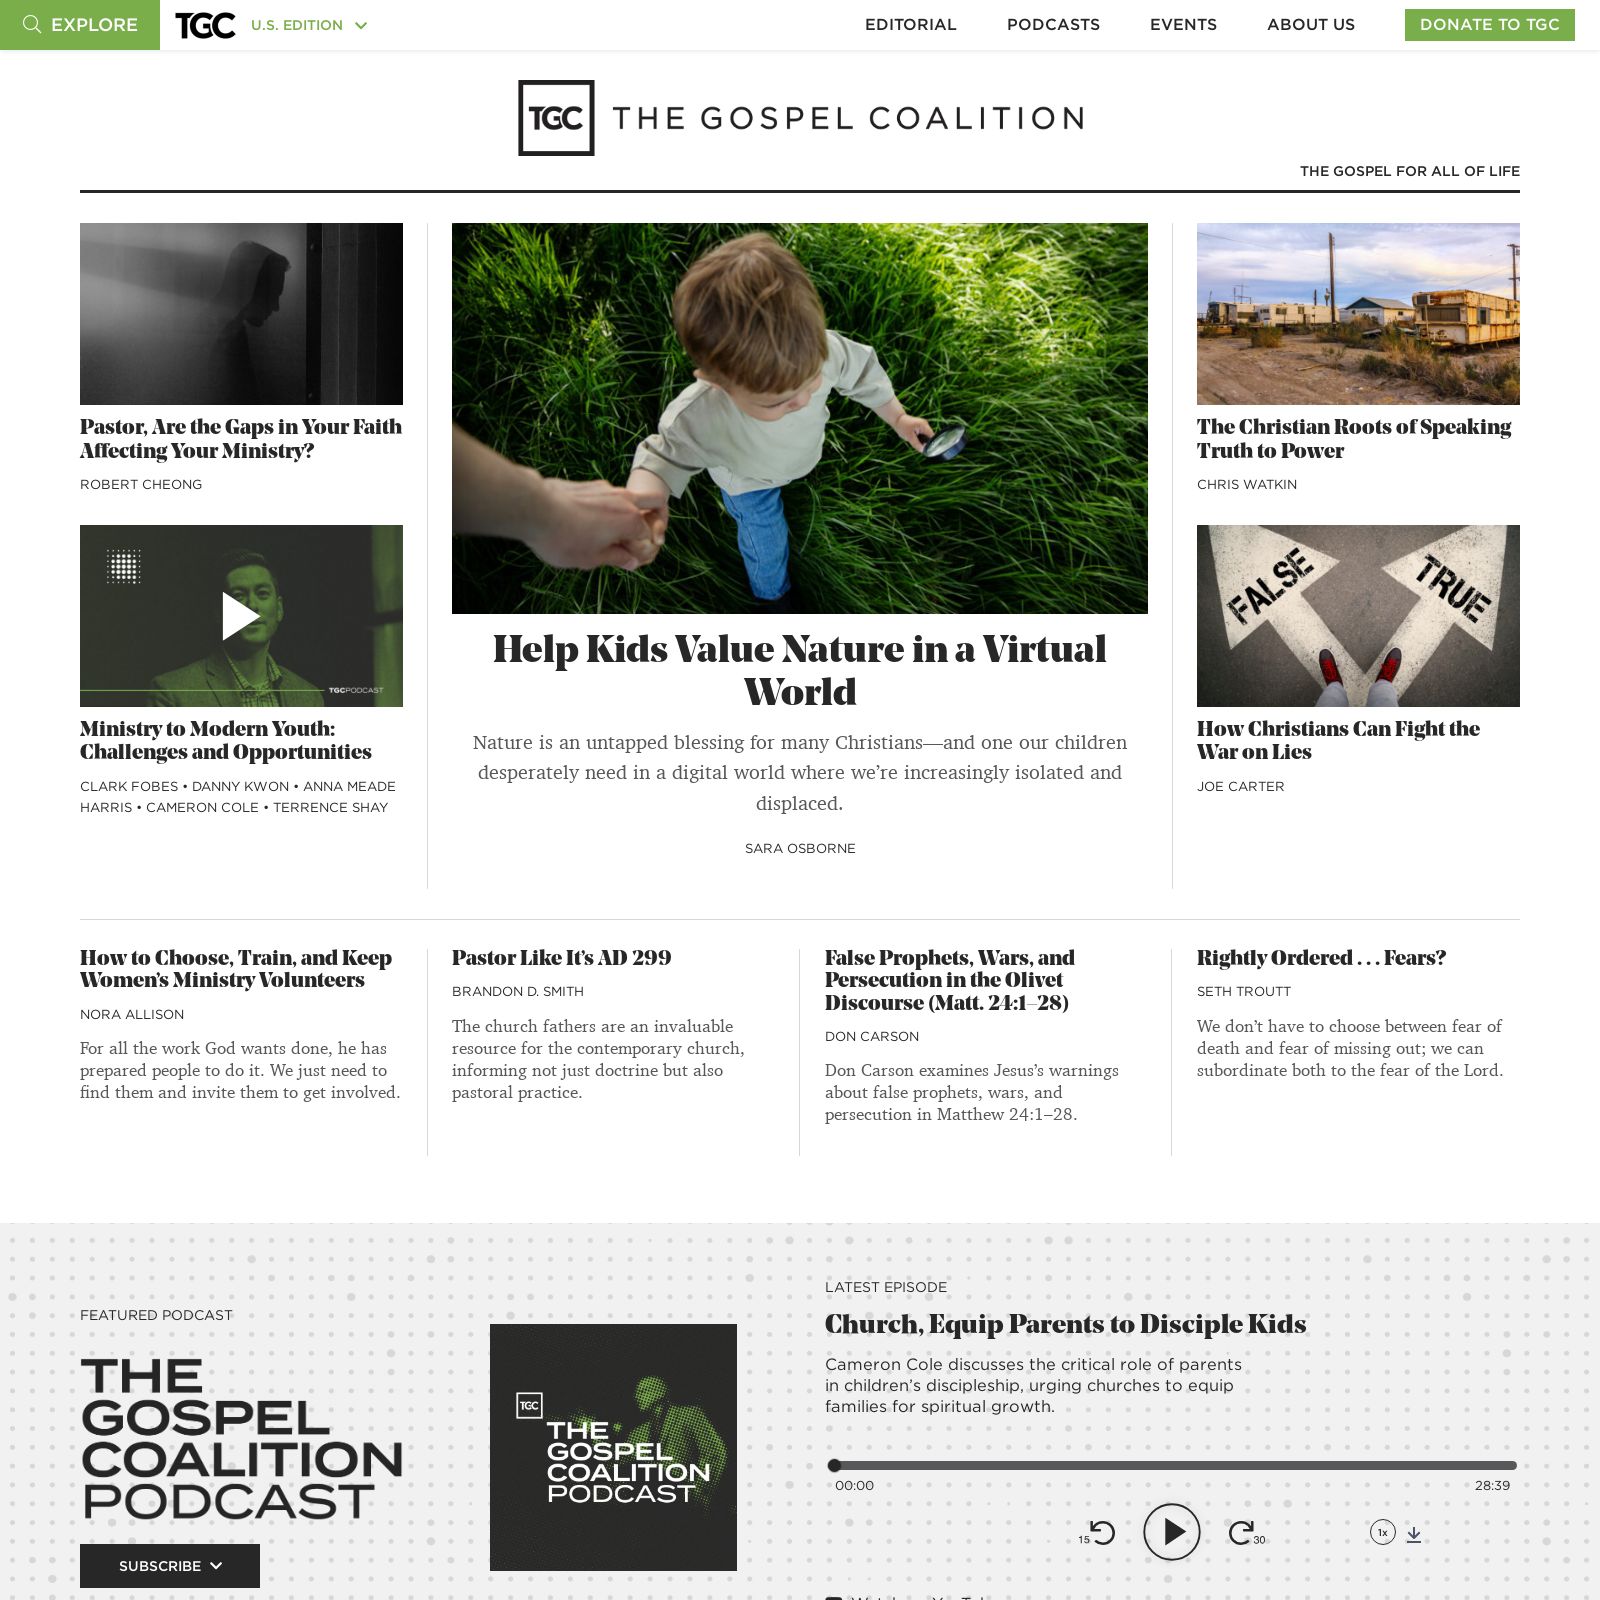 EXPLORE
TGC
U.S. EDITION
EDITORIAL
PODCASTS
EVENTS
ABOUT US
DONATE TO TGC
TGC THE GOSPEL COALITION
THE GOSPEL FOR ALL OF LIFE
Pastor, Are the Gaps in Your Faith
Affecting Your Ministry?
ROBERT CHEONG
TGCPODCAST
Ministry to Modern Youth:
Challenges and Opportunities
CLARK FOBES • DANNY KWON • ANNA MEADE
HARRIS • CAMERON COLE • TERRENCE SHAY
Help Kids Value Nature in a Virtual
World
Nature is an untapped blessing for many Christians—and one our children
desperately need in a digital world where we’re increasingly isolated and
displaced.
SARA OSBORNE
The Christian Roots of Speaking
Truth to Power
CHRIS WATKIN
FALSE
TRUE
How Christians Can Fight the
War on Lies
JOE CARTER
How to Choose, Train, and Keep
Women’s Ministry Volunteers
NORA ALLISON
For all the work God wants done, he has
prepared people to do it. We just need to
find them and invite them to get involved.
Pastor Like It’s AD 299
BRANDON D. SMITH
The church fathers are an invaluable
resource for the contemporary church,
informing not just doctrine but also
pastoral practice.
False Prophets, Wars, and
Persecution in the Olivet
Discourse (Matt. 24:1–28)
DON CARSON
Don Carson examines Jesus’s warnings
about false prophets, wars, and
persecution in Matthew 24:1–28.
Rightly Ordered . . . Fears?
SETH TROUTT
We don’t have to choose between fear of
death and fear of missing out; we can
subordinate both to the fear of the Lord.
FEATURED PODCAST
THE
GOSPEL
COALITION
PODCAST
SUBSCRIBE
TGC
THE
GOSPEL
COALITION
PODCAST
LATEST EPISODE
Church, Equip Parents to Disciple Kids
Cameron Cole discusses the critical role of parents
in children’s discipleship, urging churches to equip
families for spiritual growth.
00:00
28:39
15
30
1x